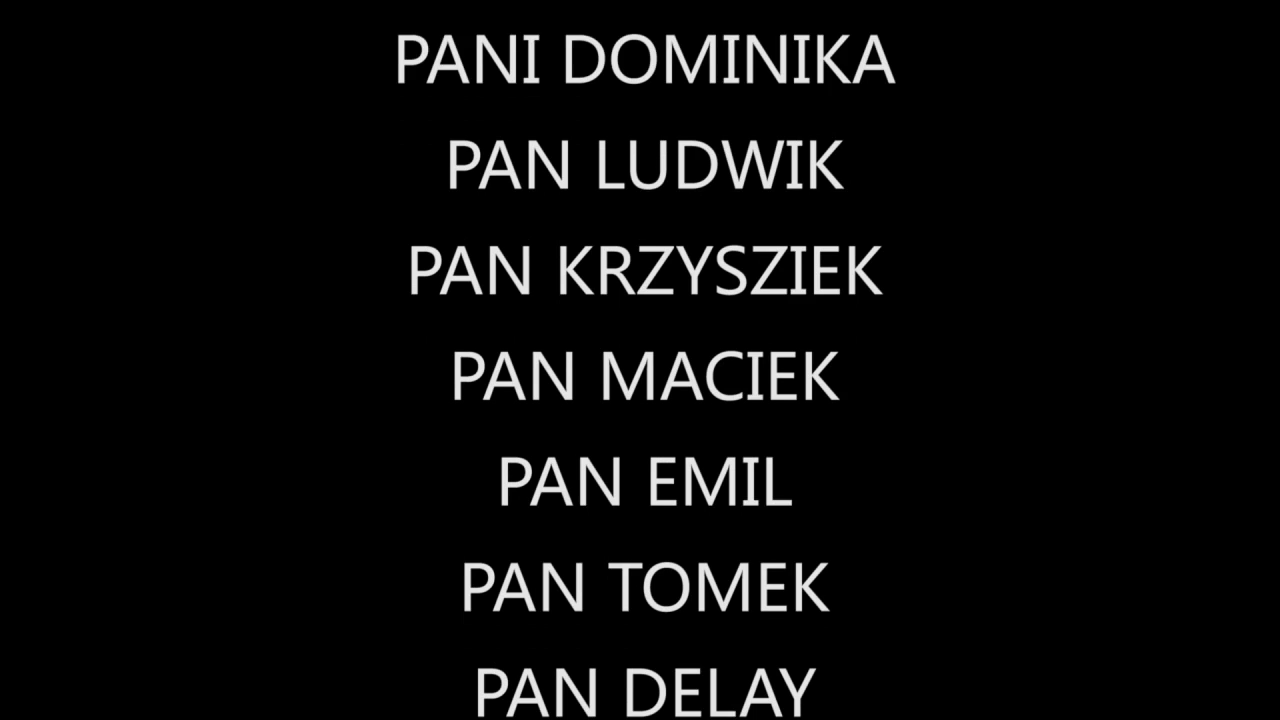 PANI DOMINIKA
PAN LUDWIK
PAN KRZYSZIEK
PAN MACIEK
PAN EMIL
PAN TOMEK
PAN DELAY